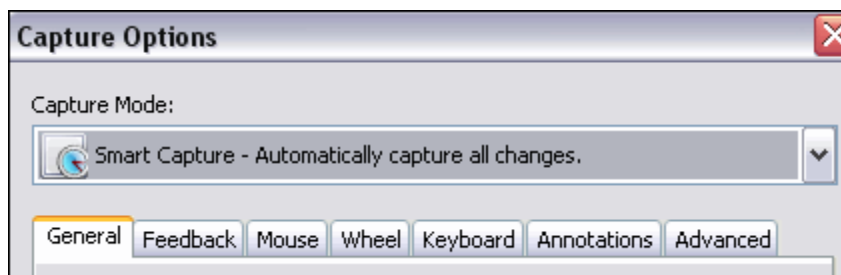 Capture Options
Capture Mode:
Smart Capture - Automatically capture all changes.
General Feedback Mouse Wheel Keyboard Annotations Advanced